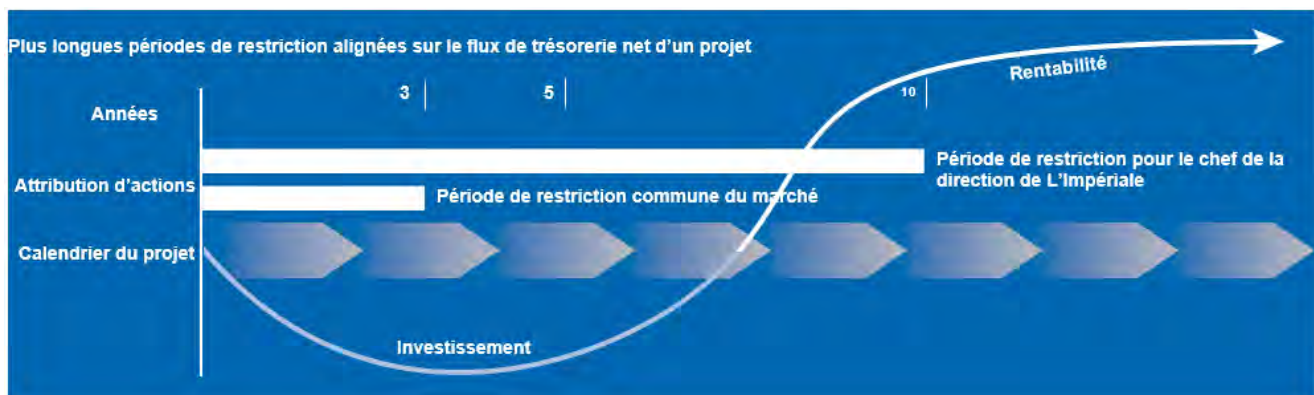 Plus longues périodes de restriction alignées sur le flux de trésorerie net d'un projet
Rentabilité
3
5
10
Années
Période de restriction pour le chef de la
direction de L'Impériale
Attribution d'actions
Période de restriction commune du marché
Calendrier du projet
Investissement